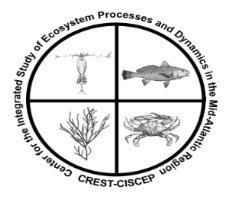 Center for the Integrated Study of Ecosystem Processes and Dynamics in the Mid-Atlantic Region
CREST-CISCEP